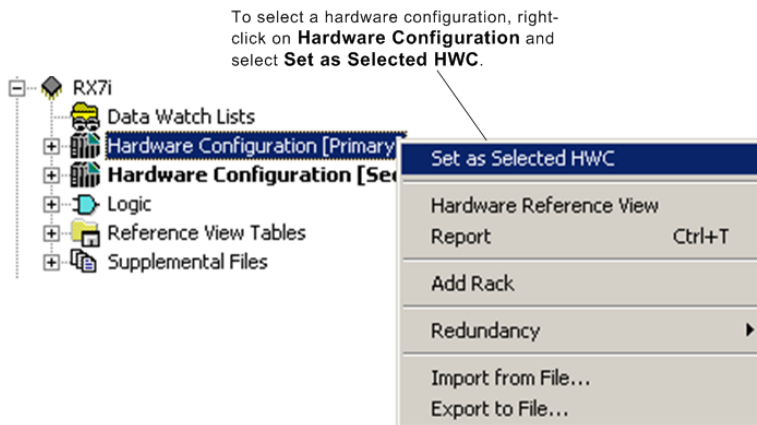 To select a hardware configuration, right-
click on Hardware Configuration and
select Set as Selected HWC.
RX7i
Data Watch Lists
Hardware Configuration [Primary]
Hardware Configuration [Se
Logic
Reference View Tables
Supplemental Files
Set as Selected HWC
Hardware Reference View
Report Ctrl+T
Add Rack
Redundancy
Import from File...
Export to File...